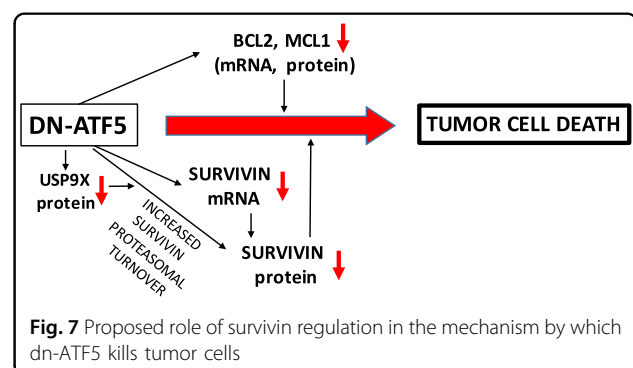 BCL2, MCL1
(mRNA, protein)
DN-ATF5
TUMOR CELL DEATH
USP9X
protein
SURVIVIN
mRNA
INCREASED
SURVIVIN
PROTEASOMAL
TURNOVER
SURVIVIN
protein
Fig. 7 Proposed role of survivin regulation in the mechanism by which
dn-ATF5 kills tumor cells